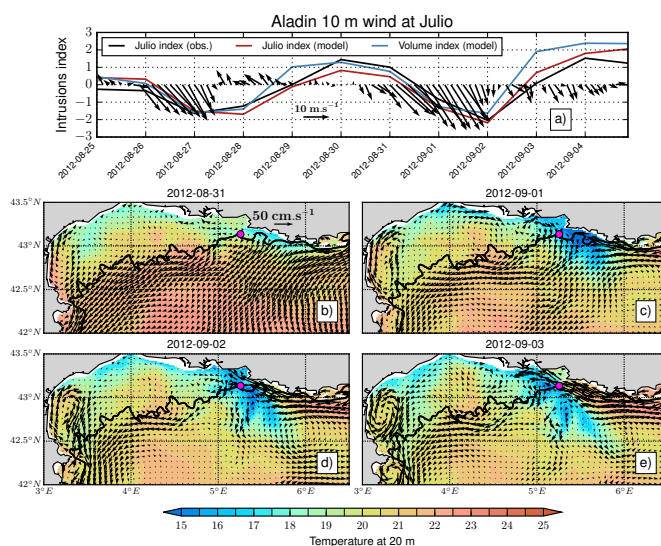 Aladin 10 m wind at Julio
Julio index (obs.) Julio index (model) Volume index (model)
Intrusions index
3
2
1
0
−1
−2
−3
10 m.s⁻¹
a)
2012-08-25 2012-08-26 2012-08-27 2012-08-28 2012-08-29 2012-08-30 2012-08-31 2012-09-01 2012-09-02 2012-09-03 2012-09-04
2012-08-31 2012-09-01
50 cm.s⁻¹
43.5°N
43°N
42.5°N
42°N
b) c)
2012-09-02 2012-09-03
43.5°N
43°N
42.5°N
42°N
d) e)
3°E 4°E 5°E 6°E 3°E 4°E 5°E 6°E
15 16 17 18 19 20 21 22 23 24 25
Temperature at 20 m